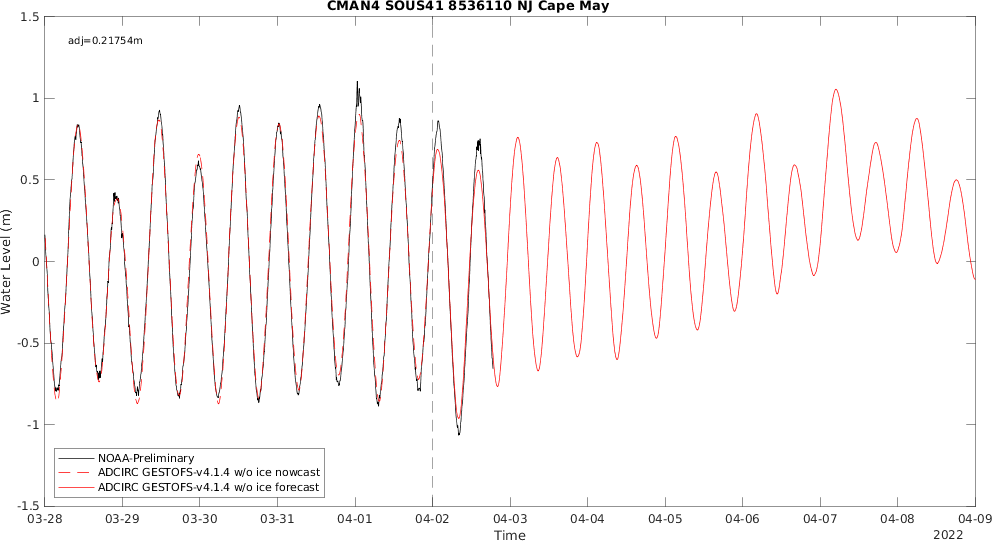 CMAN4 SOUS41 8536110 NJ Cape May
adj=0.21754m
Water Level (m)
1.5
1
0.5
0
-0.5
-1
-1.5
NOAA-Preliminary
ADCIRC GESTOFS-v4.1.4 w/o ice nowcast
ADCIRC GESTOFS-v4.1.4 w/o ice forecast
03-28 03-29 03-30 03-31 04-01 04-02 04-03 04-04 04-05 04-06 04-07 04-08 04-09
Time
2022